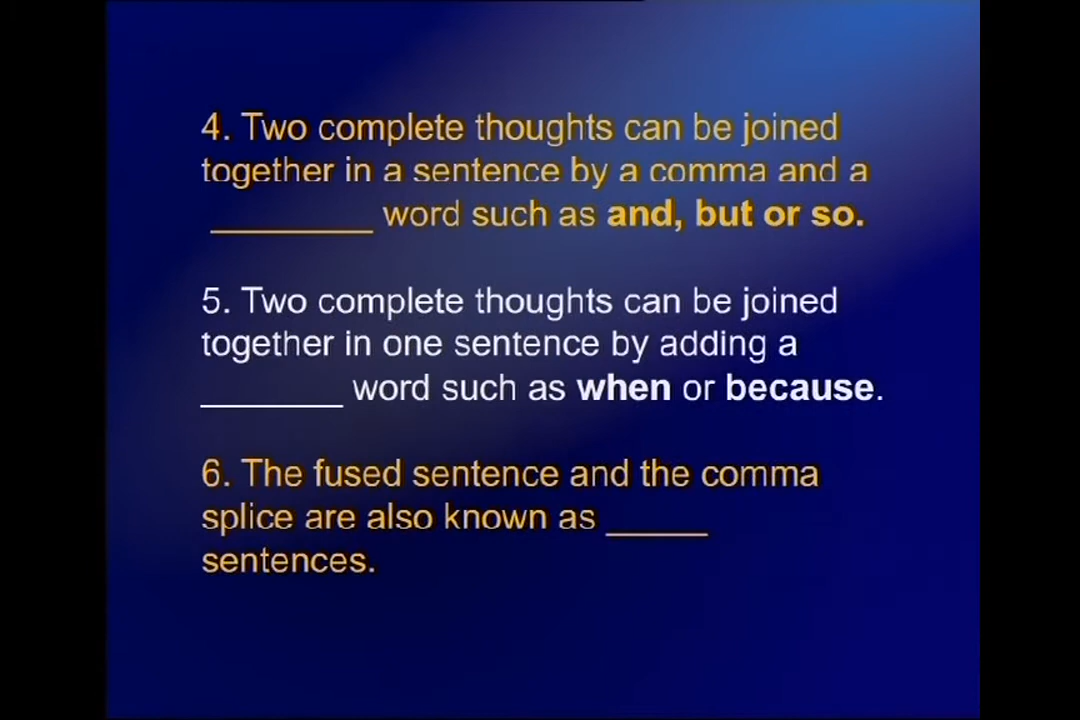 4. Two complete thoughts can be joined
together in a sentence by a comma and a
________ word such as and, but or so.
5. Two complete thoughts can be joined
together in one sentence by adding a
_______ word such as when or because.
6. The fused sentence and the comma
splice are also known as _____
sentences.